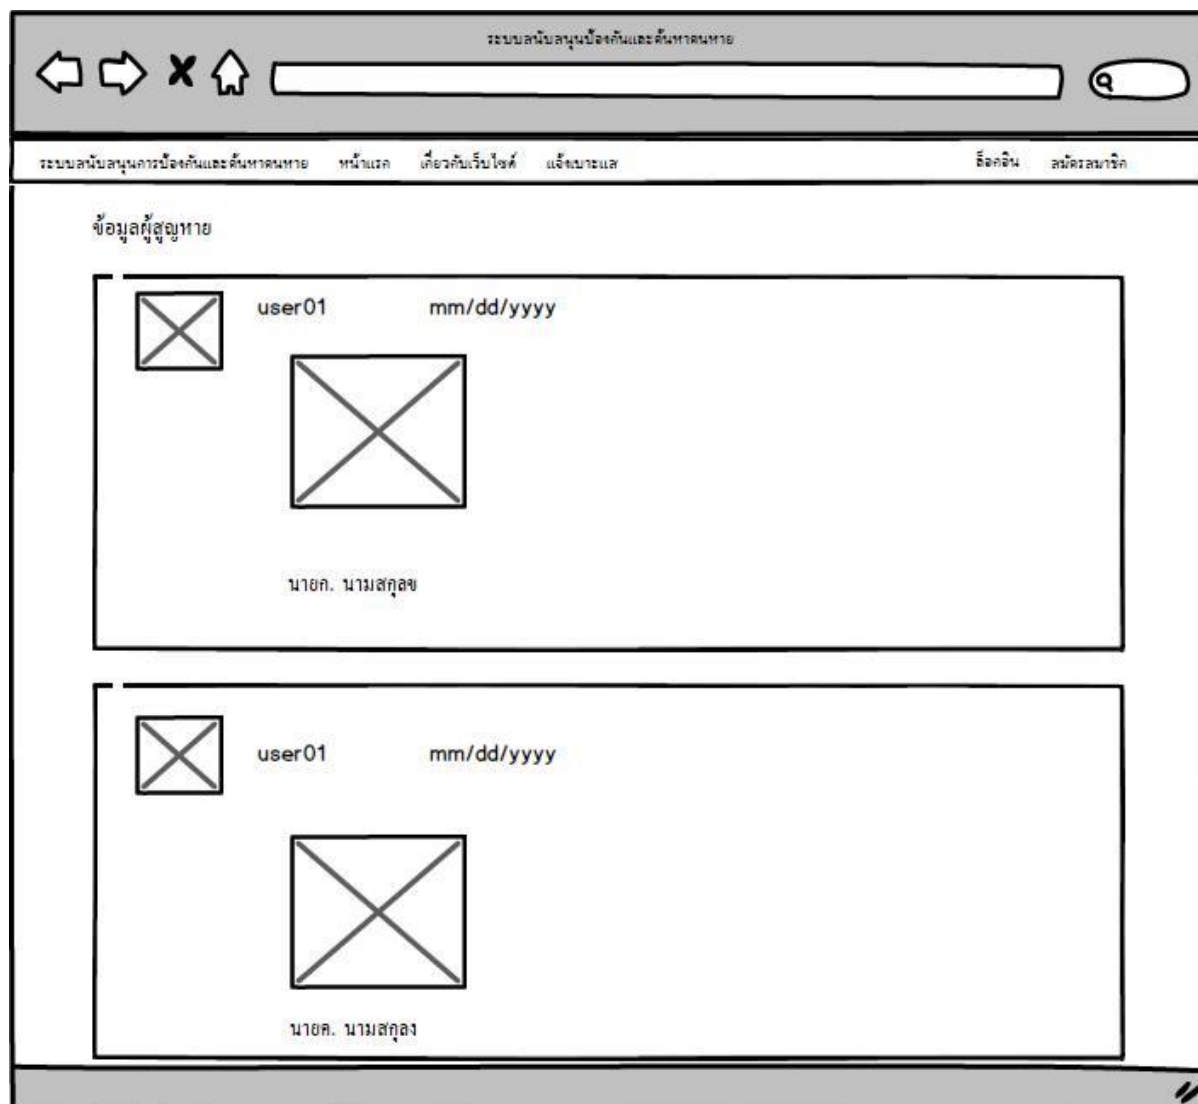 ระบบสนับสนุนป้องกันและค้นหาคนหาย
ระบบสนับสนุนการป้องกันและค้นหาคนหาย หน้าแรก เกี่ยวกับเว็บไซต์ แจ้งเบาะแส ล็อคอิน สมัครสมาชิก
ข้อมูลผู้สูญหาย
user01 mm/dd/yyyy
นายก. นามสกุลข
user01 mm/dd/yyyy
นายค. นามสกุลง